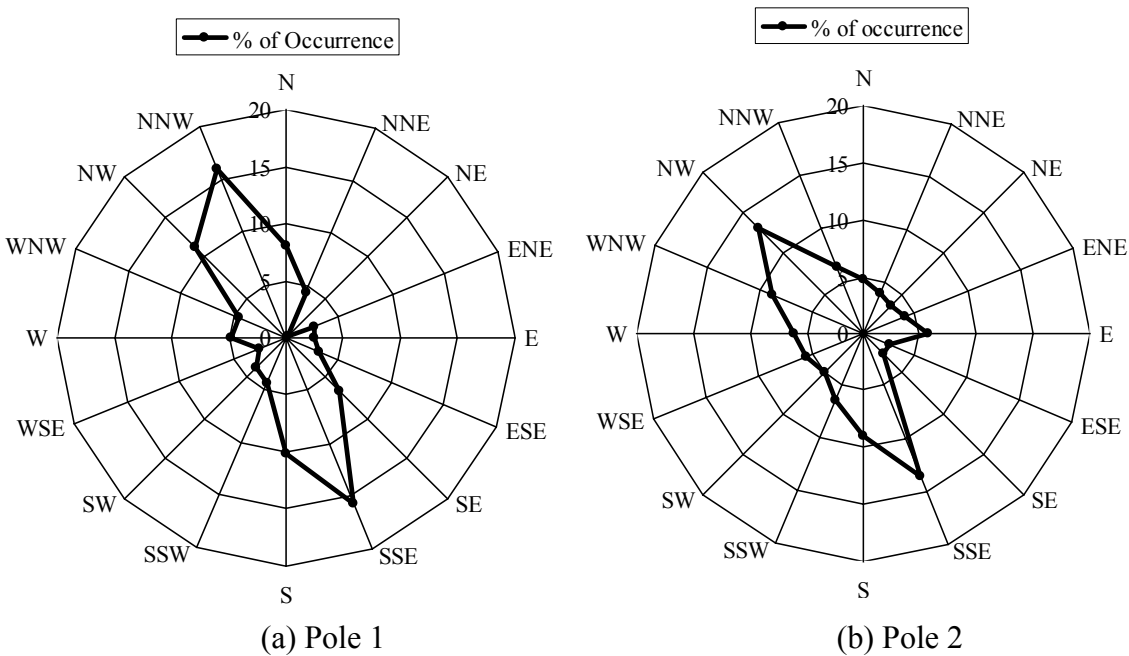 % of Occurrence
N
20
NNW
NNE
15
NW
NE
10
WNW
ENE
5
W
0
E
WSE
ESE
SW
SE
SSW
SSE
S
(a) Pole 1
% of occurrence
N
20
NNW
NNE
15
NW
NE
10
WNW
ENE
5
W
0
E
WSE
ESE
SW
SE
SSW
SSE
S
(b) Pole 2